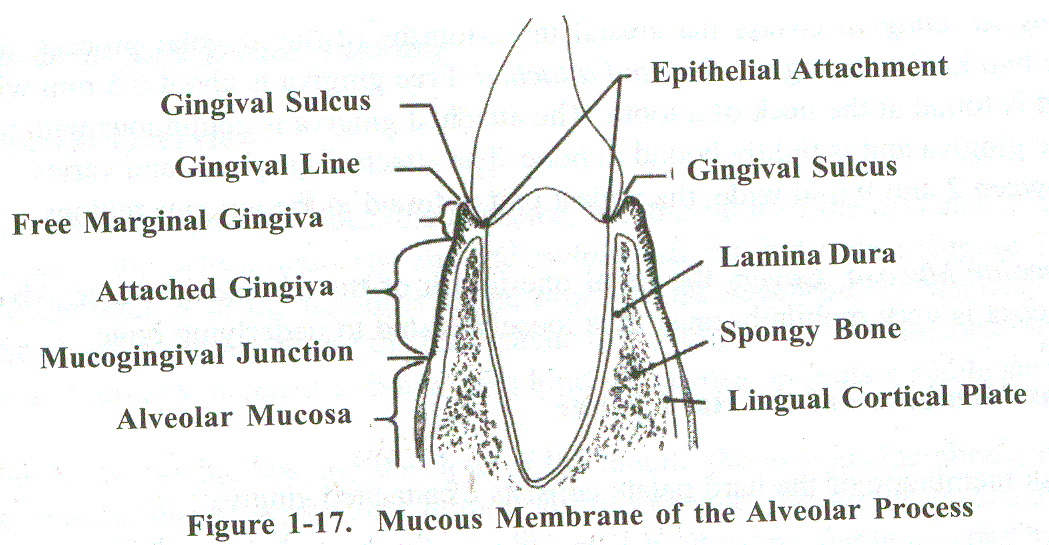 Epithelial Attachment
Gingival Sulcus
Gingival Line
Gingival Sulcus
Free Marginal Gingiva
Lamina Dura
Attached Gingiva
Spongy Bone
Mucogingival Junction
Lingual Cortical Plate
Alveolar Mucosa
Figure 1-17. Mucous Membrane of the Alveolar Process